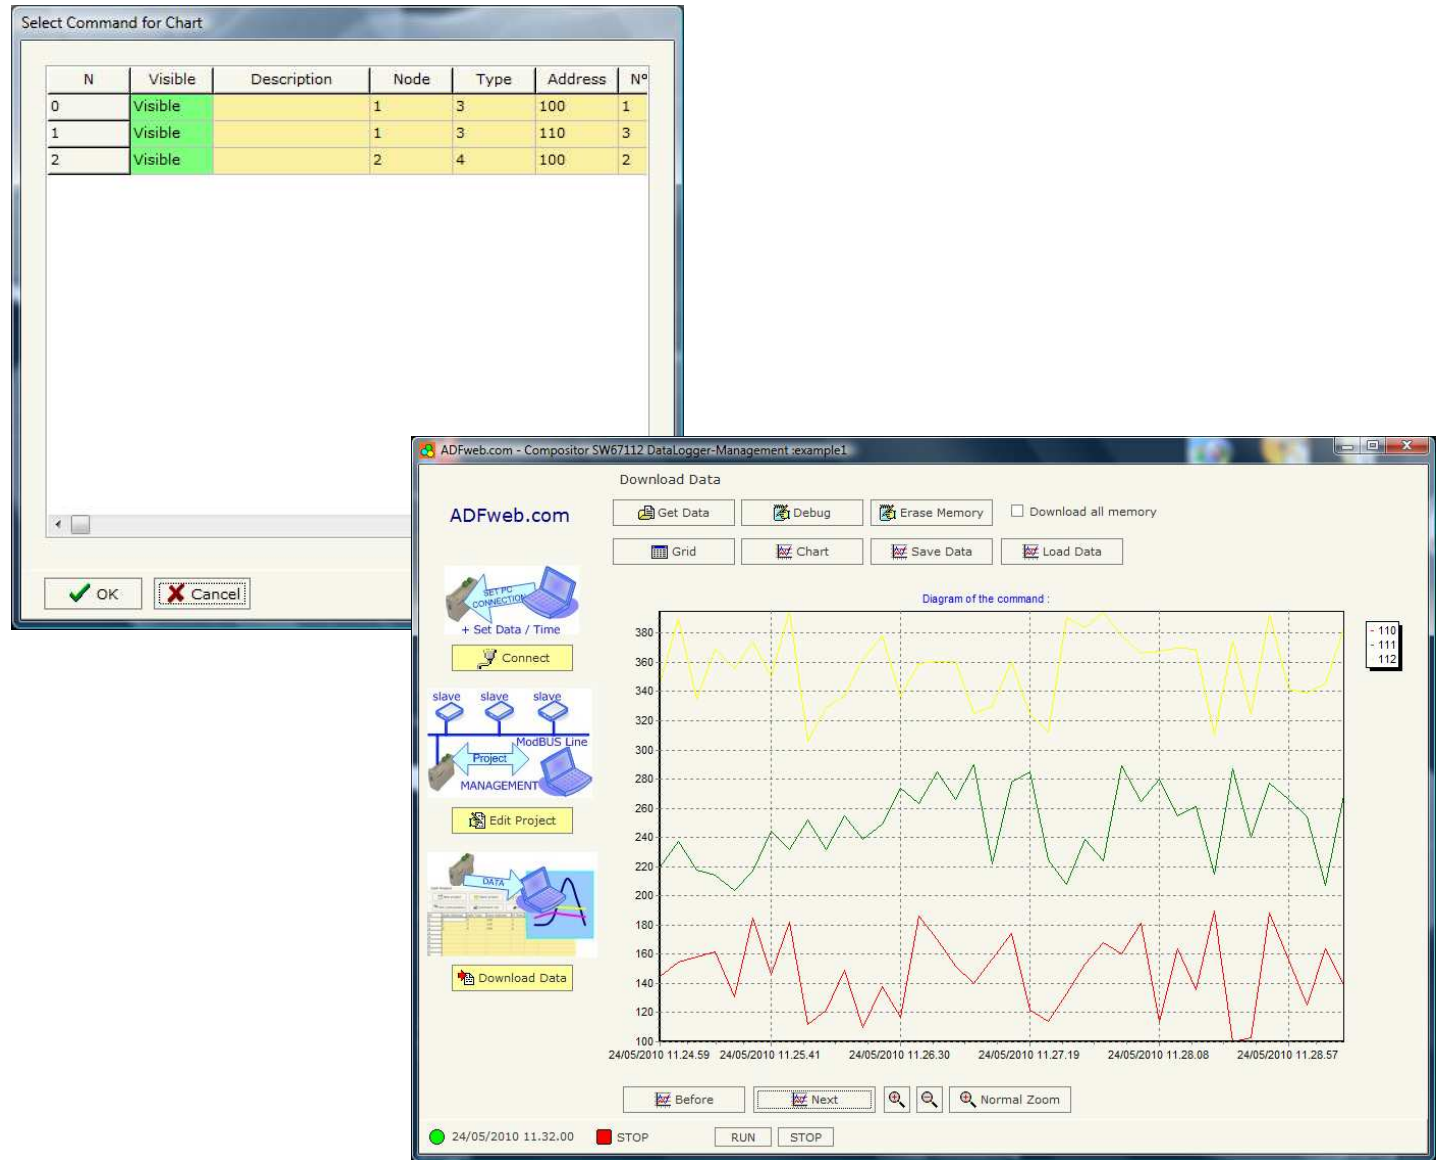 Select Command for Chart
N Visible Description Node Type Address N°
0 Visible 1 3 100 1
1 Visible 1 3 110 3
2 Visible 2 4 100 2
OK Cancel
ADFweb.com - Compositor SW67112 DataLogger-Management :example1
Download Data
ADFweb.com
Get Data Debug Erase Memory Download all memory
Grid Chart Save Data Load Data
SET PC
CONNECTION
+ Set Data / Time
Connect
slave slave slave
ModBUS Line
Project
MANAGEMENT
Edit Project
DATA
Download Data
Diagram of the command :
380
360
340
320
300
280
260
240
220
200
180
160
140
120
100
24/05/2010 11.24.59 24/05/2010 11.25.41 24/05/2010 11.26.30 24/05/2010 11.27.19 24/05/2010 11.28.08 24/05/2010 11.28.57
110
111
112
Before Next Normal Zoom
24/05/2010 11.32.00 STOP RUN STOP